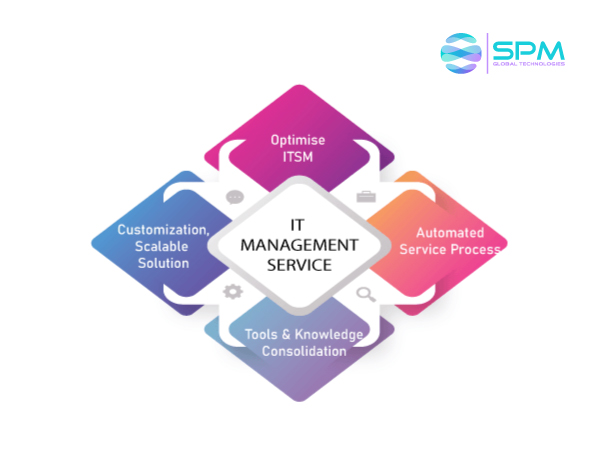 SPM
GLOBAL TECHNOLOGIES
Optimise
ITSM
Customization,
Scalable
Solution
IT
MANAGEMENT
SERVICE
Automated
Service Process
Tools & Knowledge
Consolidation